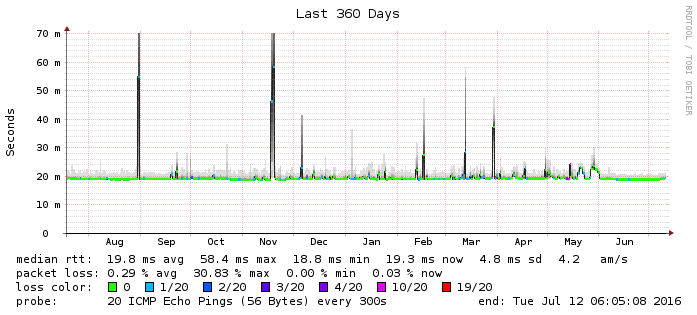 Last 360 Days
RRDTOOL / TOBI OETIKER
Seconds
70 m
60 m
50 m
40 m
30 m
20 m
10 m
0
Aug Sep Oct Nov Dec Jan Feb Mar Apr May Jun
median rtt: 19.8 ms avg 58.4 ms max 18.8 ms min 19.3 ms now 4.8 ms sd 4.2 am/s
packet loss: 0.29 % avg 30.83 % max 0.00 % min 0.03 % now
loss color: 0 1/20 2/20 3/20 4/20 10/20 19/20
probe: 20 ICMP Echo Pings (56 Bytes) every 300s end: Tue Jul 12 06:05:08 2016